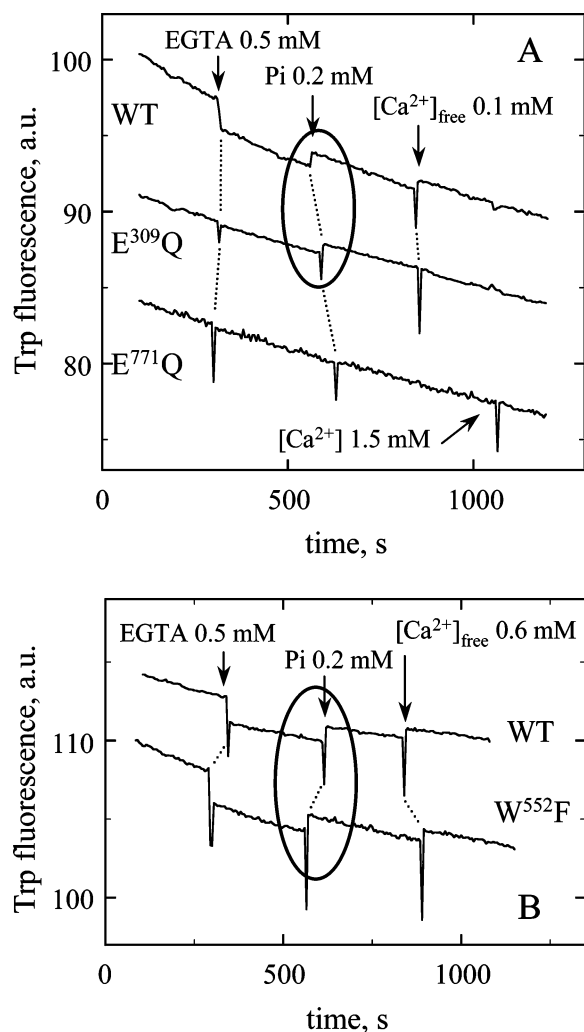 A
EGTA 0.5 mM
Pi 0.2 mM
[Ca²⁺]free 0.1 mM
WT
E³⁰⁹Q
E⁷⁷¹Q
[Ca²⁺] 1.5 mM
Trp fluorescence, a.u.
100
90
80
0 500 1000
time, s
EGTA 0.5 mM
[Ca²⁺]free 0.6 mM
Pi 0.2 mM
WT
W⁵⁵²F
B
Trp fluorescence, a.u.
110
100
0 500 1000
time, s